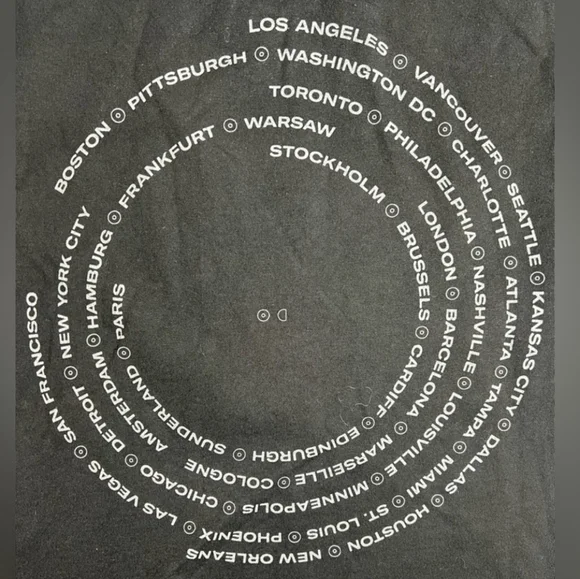 LOS ANGELES ⦿ VANCOUVER ⦿ SEATTLE ⦿ KANSAS CITY ⦿ DALLAS ⦿ HOUSTON ⦿ NEW ORLEANS
BOSTON ⦿ PITTSBURGH ⦿ WASHINGTON DC ⦿ CHARLOTTE ⦿ ATLANTA ⦿ TAMPA ⦿ MIAMI ⦿ ST. LOUIS ⦿ PHOENIX ⦿ LAS VEGAS ⦿ SAN FRANCISCO
TORONTO ⦿ PHILADELPHIA ⦿ NASHVILLE ⦿ LOUISVILLE ⦿ MINNEAPOLIS ⦿ CHICAGO ⦿ DETROIT ⦿ NEW YORK CITY
AMSTERDAM ⦿ HAMBURG ⦿ FRANKFURT ⦿ WARSAW
LONDON ⦿ BARCELONA ⦿ MARSEILLE ⦿ COLOGNE
STOCKHOLM ⦿ BRUSSELS ⦿ CARDIFF ⦿ EDINBURGH ⦿ SUNDERLAND ⦿ PARIS